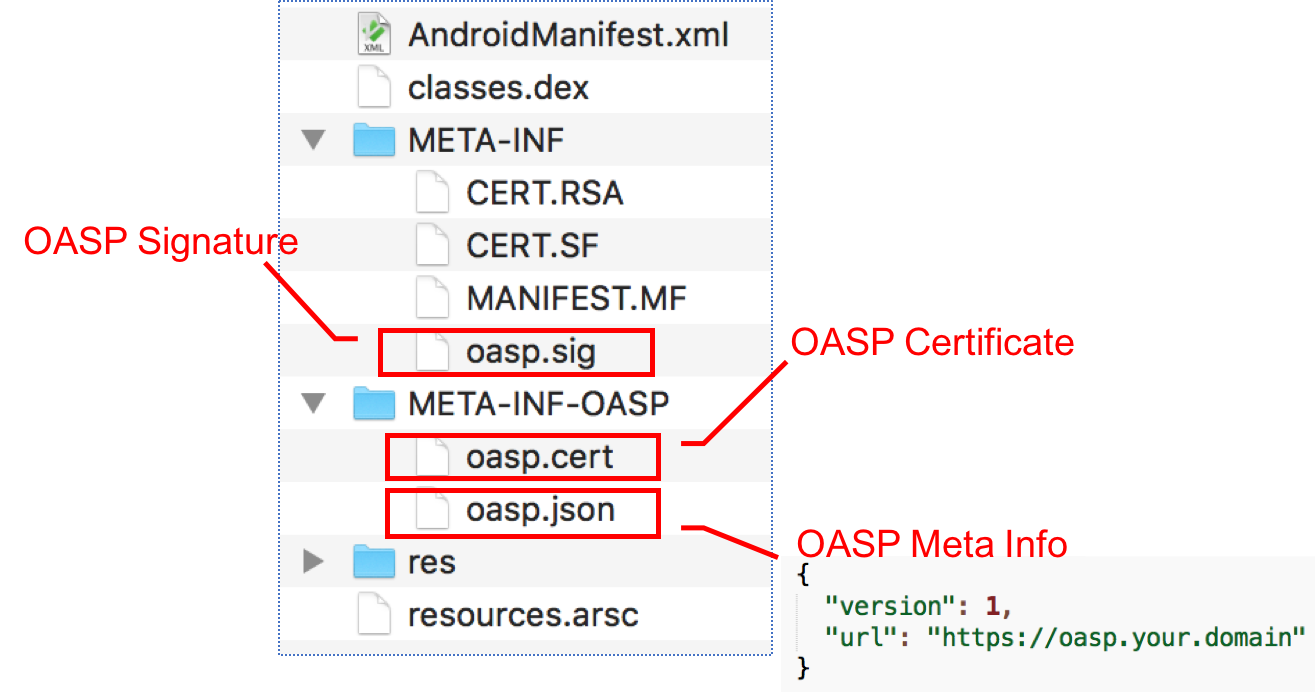 AndroidManifest.xml
XML
classes.dex
META-INF
CERT.RSA
CERT.SF
OASP Signature
MANIFEST.MF
oasp.sig
OASP Certificate
META-INF-OASP
oasp.cert
oasp.json
OASP Meta Info
{
"version": 1,
"url": "https://oasp.your.domain"
}
res
resources.arsc